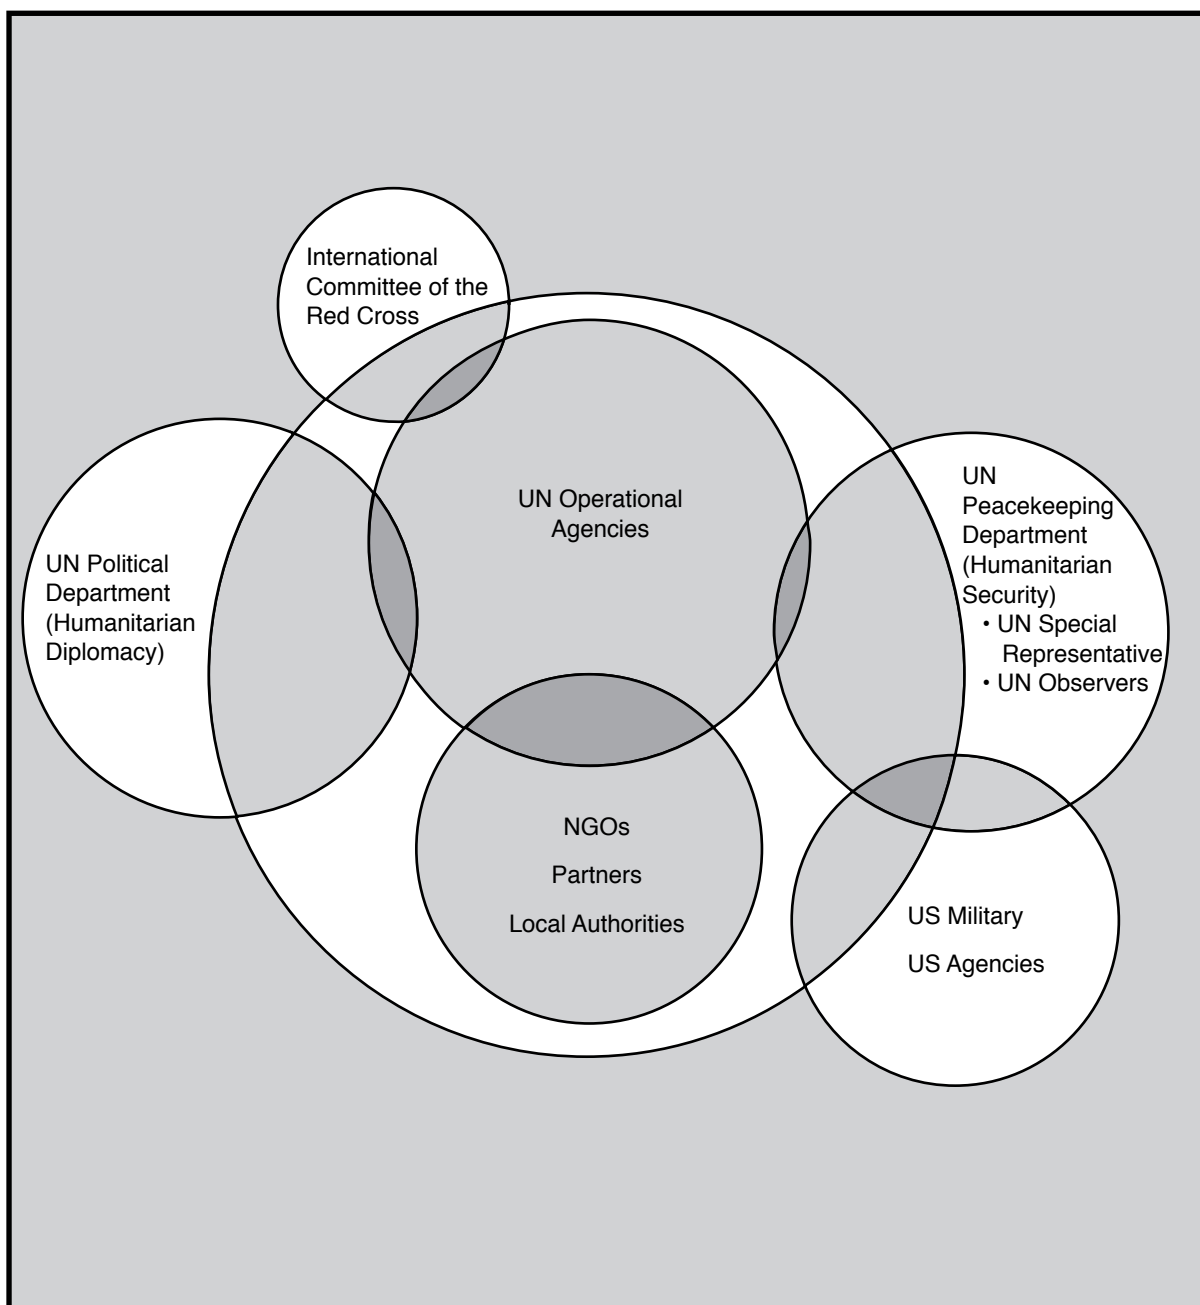 International
Committee of the
Red Cross
UN Operational
Agencies
UN Political
Department
(Humanitarian
Diplomacy)
UN
Peacekeeping
Department
(Humanitarian
Security)
• UN Special
Representative
• UN Observers
NGOs
Partners
Local Authorities
US Military
US Agencies